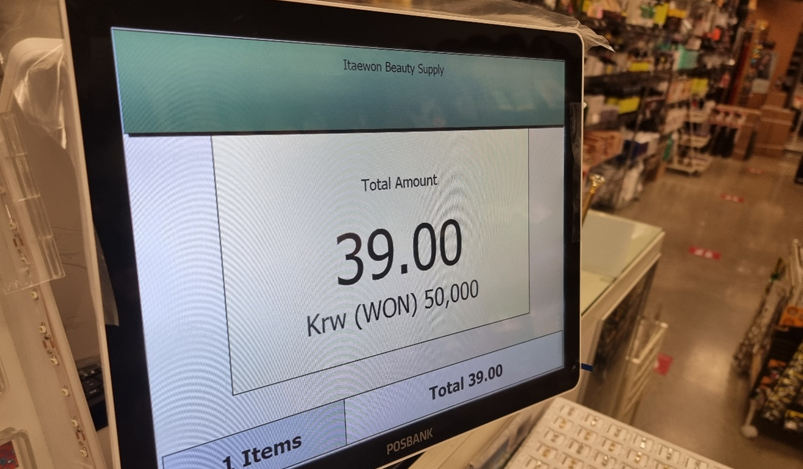 Itaewon Beauty Supply
Total Amount
39.00
Krw (WON) 50,000
Total 39.00
1 Items
POSBANK